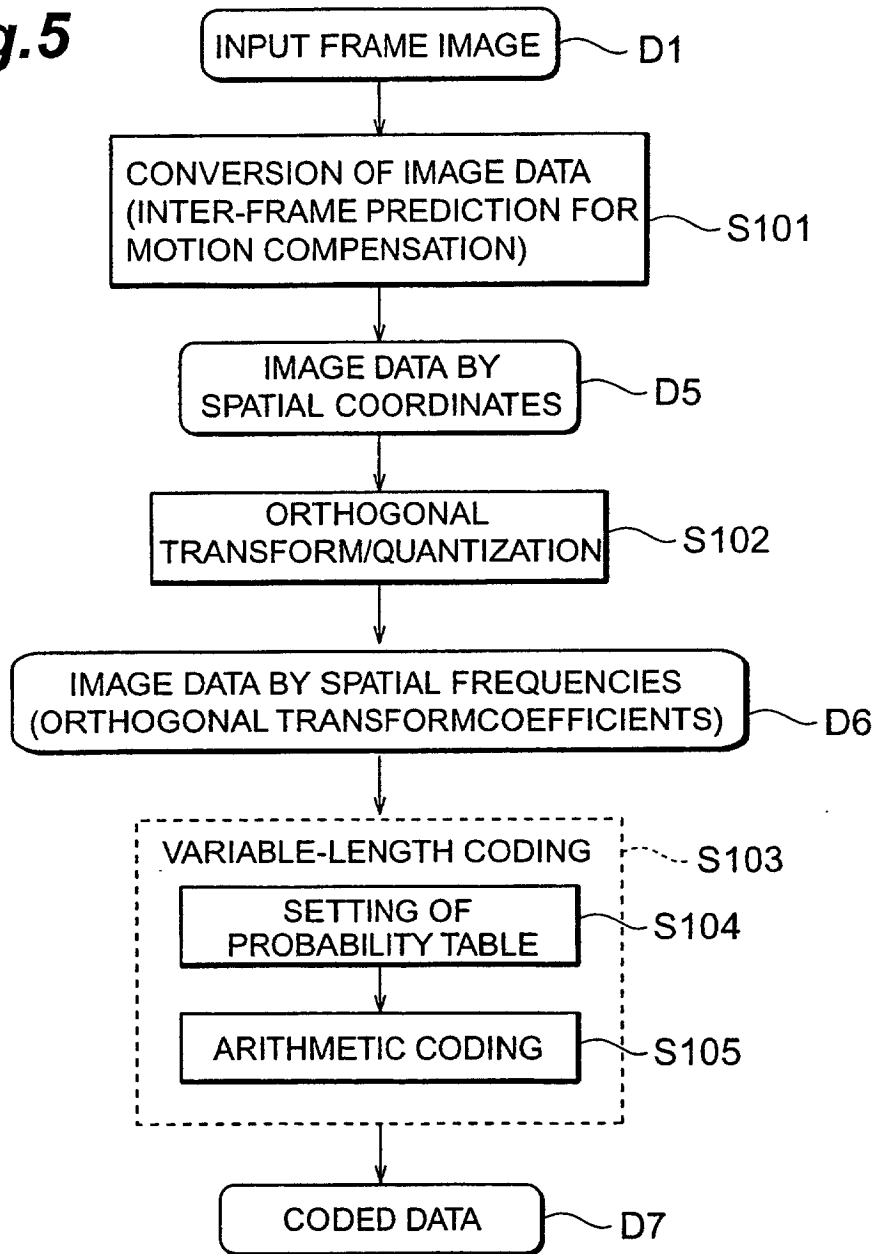 g.5
INPUT FRAME IMAGE
D1
CONVERSION OF IMAGE DATA
(INTER-FRAME PREDICTION FOR
MOTION COMPENSATION)
S101
IMAGE DATA BY
SPATIAL COORDINATES
D5
ORTHOGONAL
TRANSFORM/QUANTIZATION
S102
IMAGE DATA BY SPATIAL FREQUENCIES
(ORTHOGONAL TRANSFORMCOEFFICIENTS)
D6
VARIABLE-LENGTH CODING
S103
SETTING OF
PROBABILITY TABLE
S104
ARITHMETIC CODING
S105
CODED DATA
D7